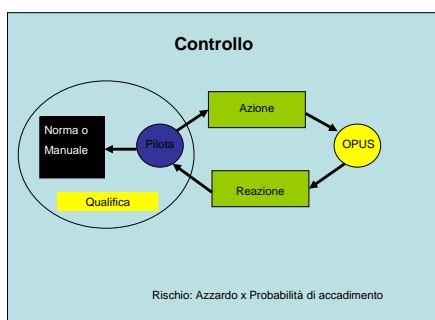 Controllo
Azione
Norma o
Manuale
Pilota
OPUS
Reazione
Qualifica
Rischio: Azzardo x Probabilità di accadimento